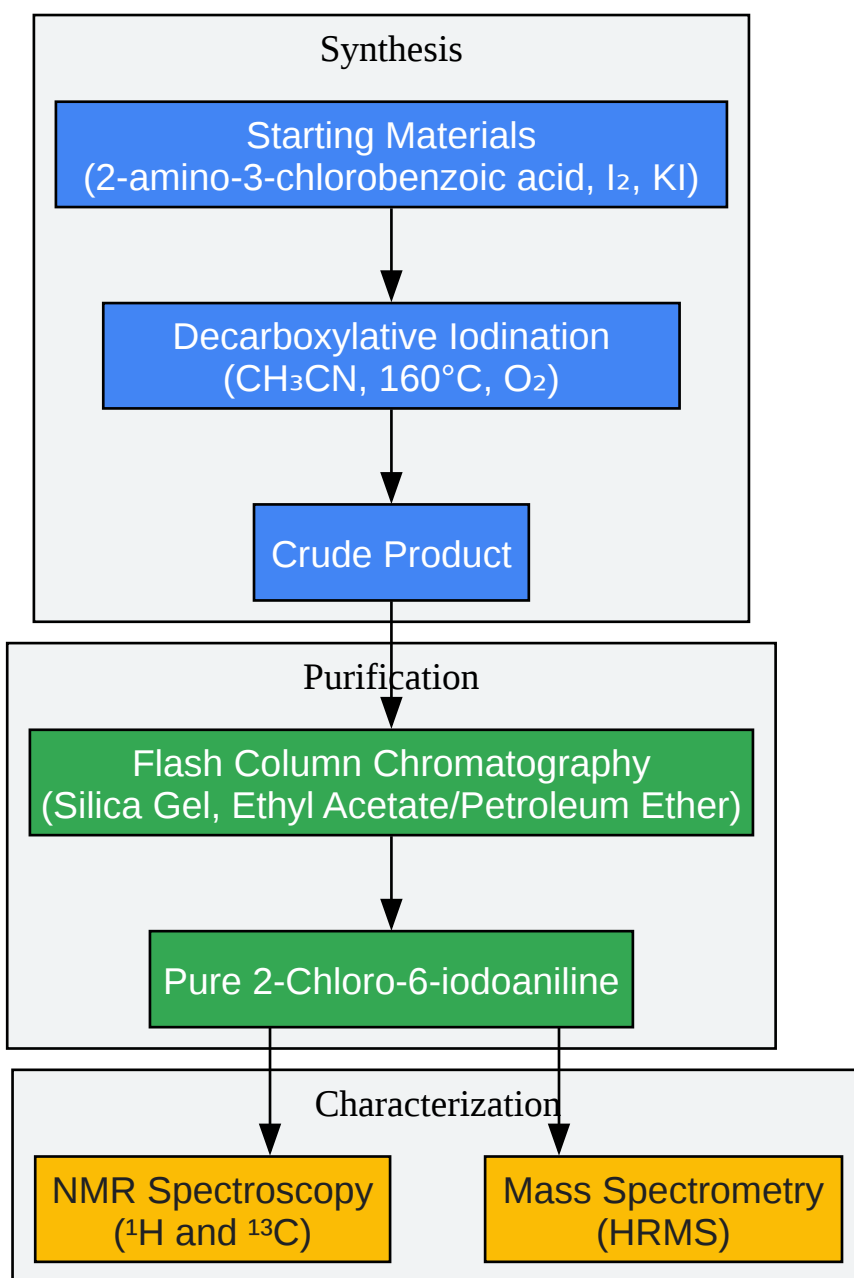 Synthesis
Starting Materials
(2-amino-3-chlorobenzoic acid, I₂, KI)
Decarboxylative Iodination
(CH₃CN, 160°C, O₂)
Crude Product
Purification
Flash Column Chromatography
(Silica Gel, Ethyl Acetate/Petroleum Ether)
Pure 2-Chloro-6-iodoaniline
Characterization
NMR Spectroscopy
(¹H and ¹³C)
Mass Spectrometry
(HRMS)